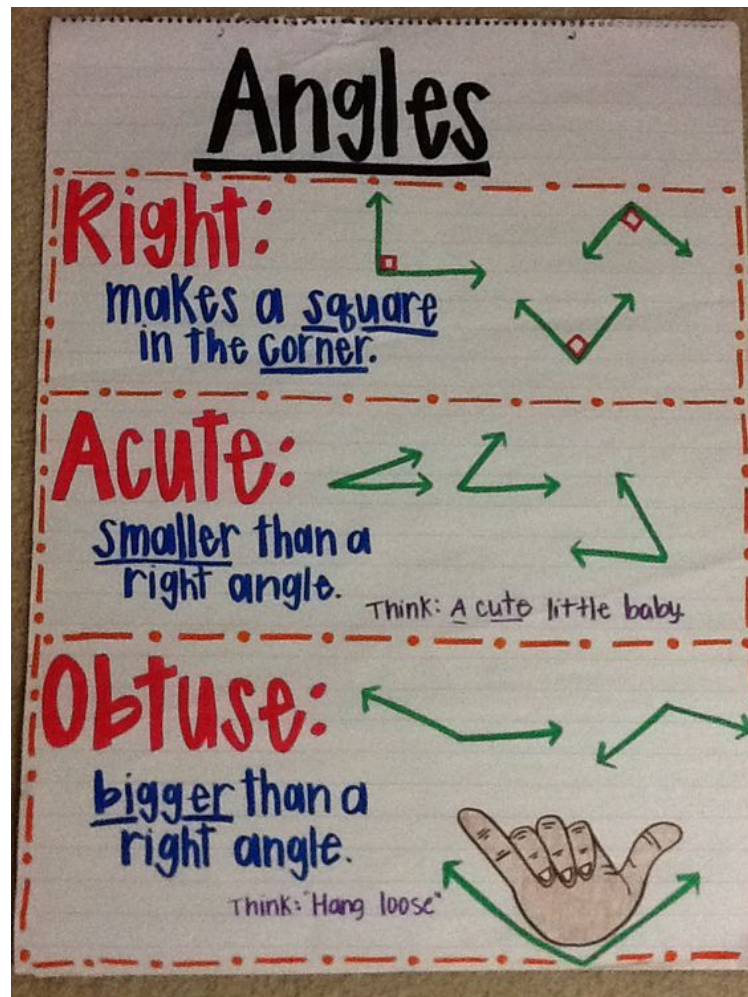 Angles
Right:
makes a square
in the corner.
Acute:
smaller than a
right angle.
Think: A cute little baby
Obtuse:
bigger than a
right angle.
Think: "Hang loose"